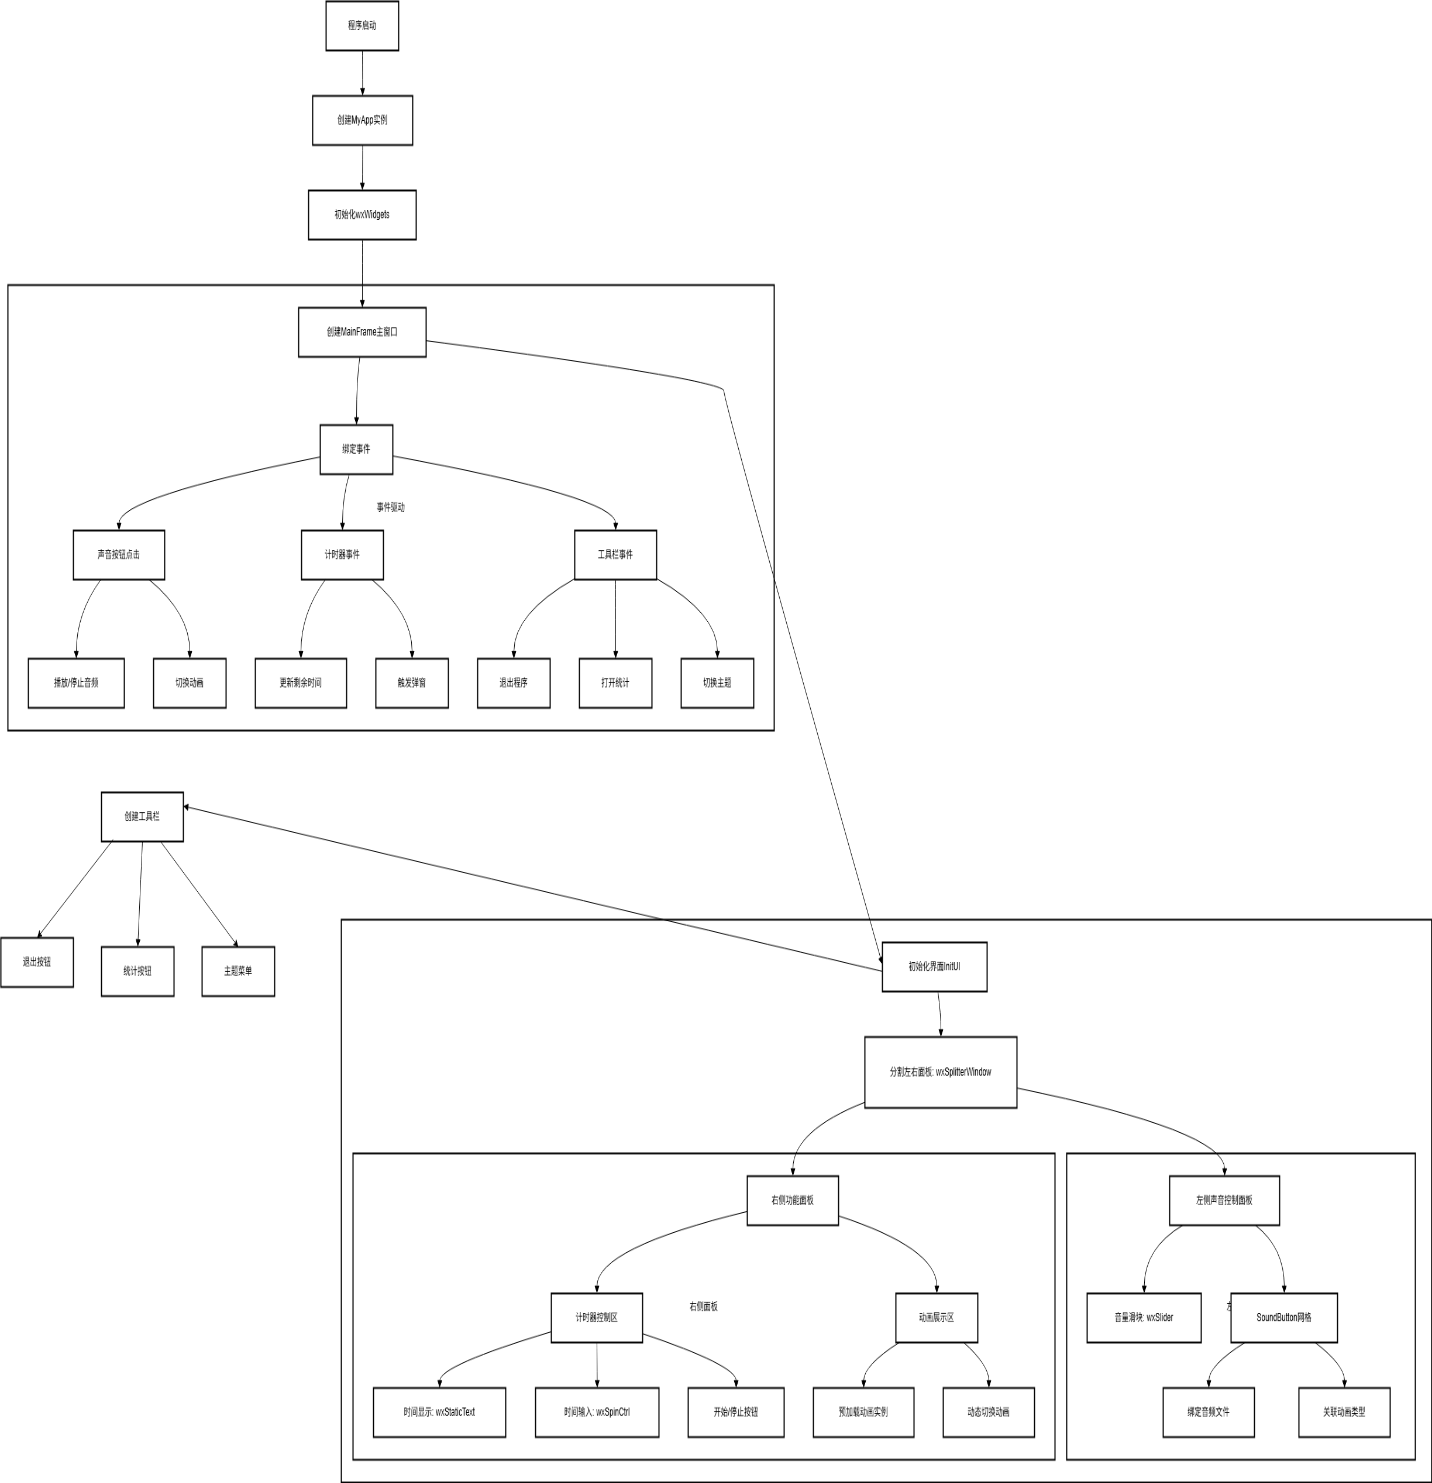 程序启动
创建MyApp实例
初始化wxWidgets
创建MainFrame主窗口
绑定事件
事件驱动
声音按钮点击
计时器事件
工具栏事件
播放/停止音频
切换动画
更新剩余时间
触发弹窗
退出程序
打开统计
切换主题
创建工具栏
退出按钮
统计按钮
主题菜单
初始化界面InitUI
分割左右面板: wxSplitterWindow
右侧功能面板
左侧声音控制面板
计时器控制区
右侧面板
动画展示区
音量滑块: wxSlider
SoundButton网格
时间显示: wxStaticText
时间输入: wxSpinCtrl
开始/停止按钮
预加载动画实例
动态切换动画
绑定音频文件
关联动画类型